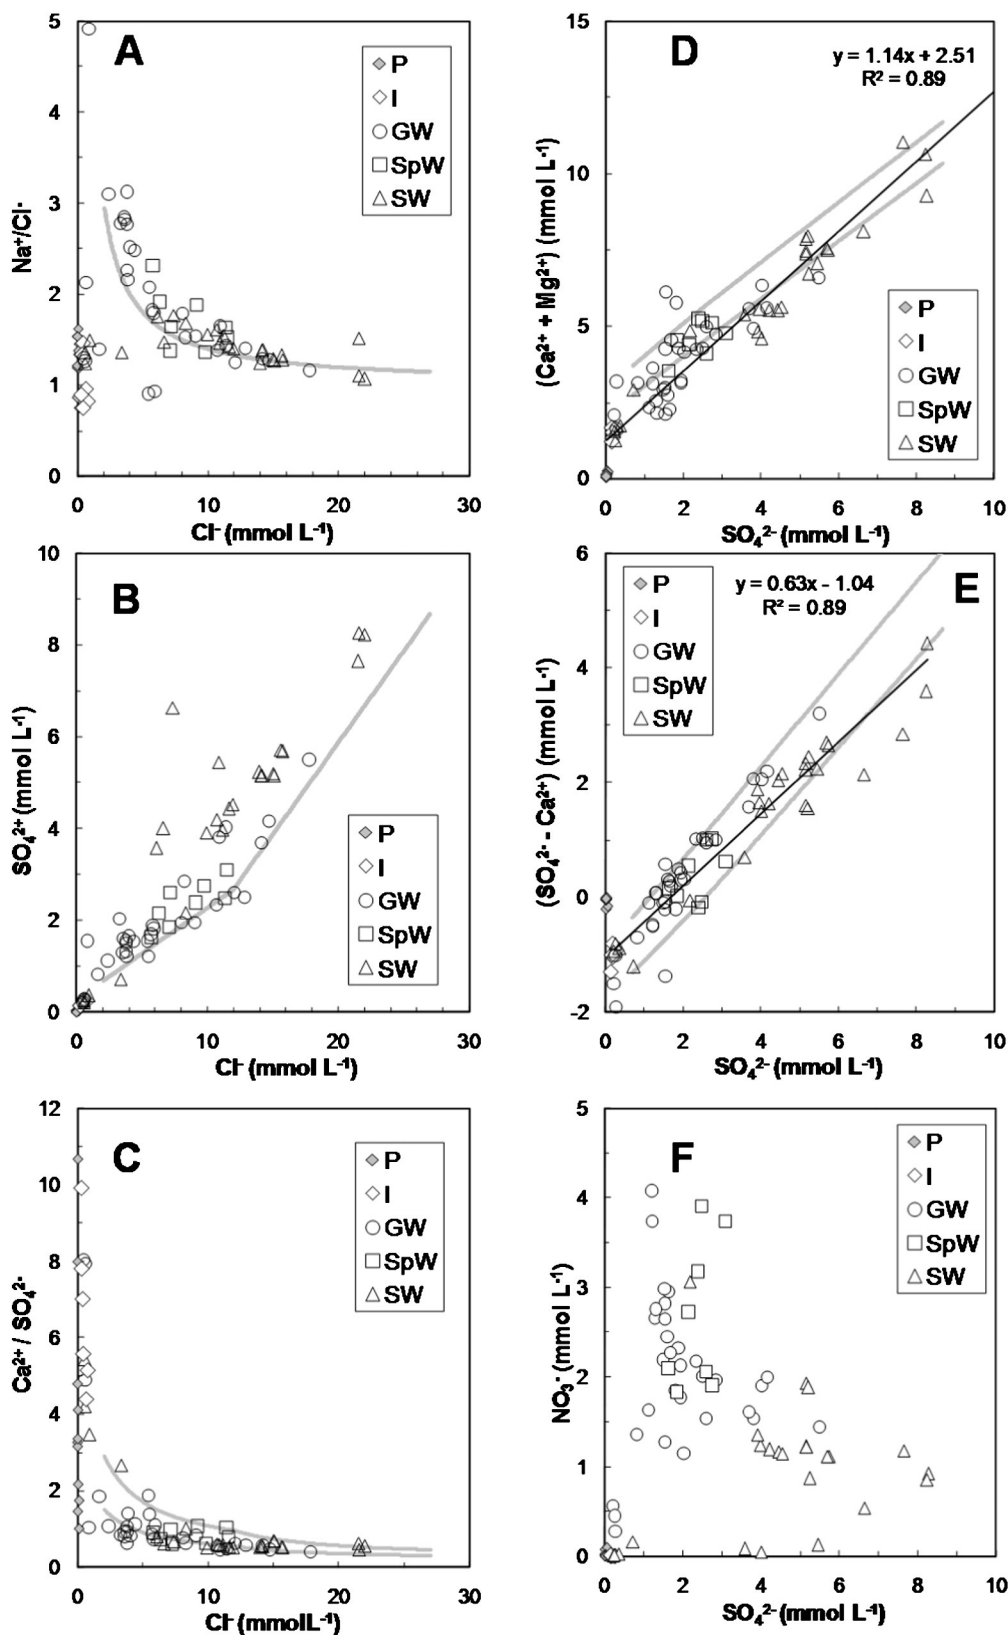 A
5
4
3
2
1
0
Na⁺/Cl⁻
0 10 20 30
Cl⁻ (mmol L⁻¹)
P
I
GW
SpW
SW
D
y = 1.14x + 2.51
R² = 0.89
15
10
5
0
(Ca²⁺ + Mg²⁺) (mmol L⁻¹)
0 2 4 6 8 10
SO₄²⁻ (mmol L⁻¹)
P
I
GW
SpW
SW
B
10
8
6
4
2
0
SO₄²⁺ (mmol L⁻¹)
0 10 20 30
Cl⁻ (mmol L⁻¹)
P
I
GW
SpW
SW
E
y = 0.63x - 1.04
R² = 0.89
6
4
2
0
-2
(SO₄²⁻ - Ca²⁺) (mmol L⁻¹)
0 2 4 6 8 10
SO₄²⁻ (mmol L⁻¹)
P
I
GW
SpW
SW
C
12
10
8
6
4
2
0
Ca²⁺ / SO₄²⁻
0 10 20 30
Cl⁻ (mmolL⁻¹)
P
I
GW
SpW
SW
F
5
4
3
2
1
0
NO₃⁻ (mmol L⁻¹)
0 2 4 6 8 10
SO₄²⁻ (mmol L⁻¹)
P
I
GW
SpW
SW